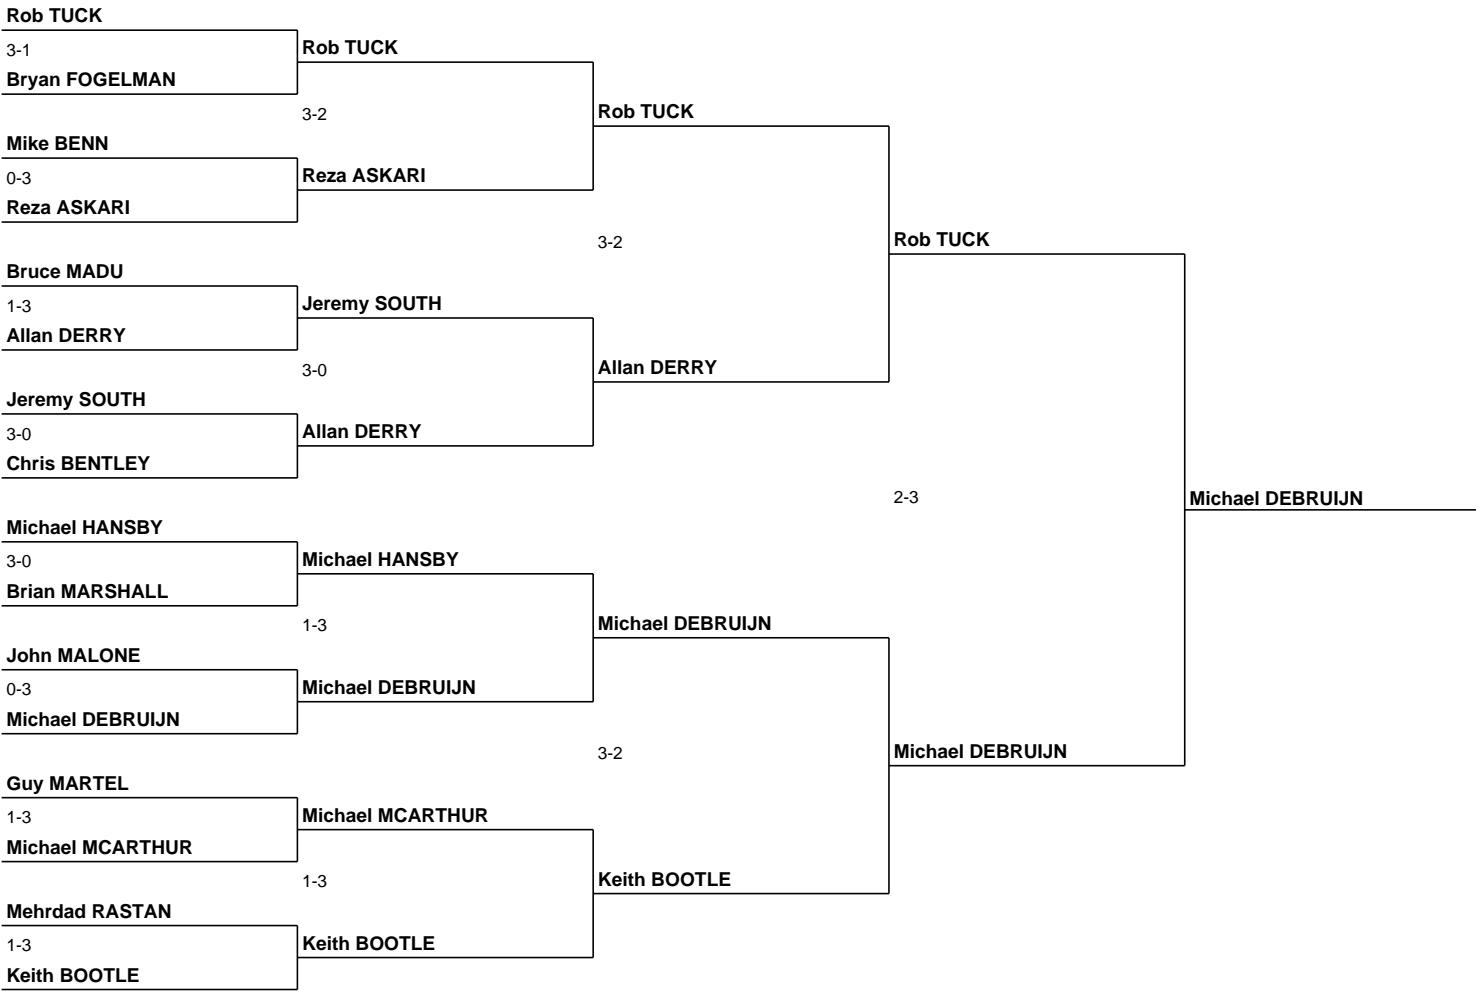 Rob TUCK
3-1
Bryan FOGELMAN
Mike BENN
0-3
Reza ASKARI
Bruce MADU
1-3
Allan DERRY
Jeremy SOUTH
3-0
Chris BENTLEY
Michael HANSBY
3-0
Brian MARSHALL
John MALONE
0-3
Michael DEBRUIJN
Guy MARTEL
1-3
Michael MCARTHUR
Mehrdad RASTAN
1-3
Keith BOOTLE
Rob TUCK
3-2
Reza ASKARI
Jeremy SOUTH
3-0
Allan DERRY
Michael HANSBY
1-3
Michael DEBRUIJN
Michael MCARTHUR
1-3
Keith BOOTLE
Rob TUCK
3-2
Allan DERRY
Michael DEBRUIJN
3-2
Keith BOOTLE
Rob TUCK
2-3
Michael DEBRUIJN
Michael DEBRUIJN